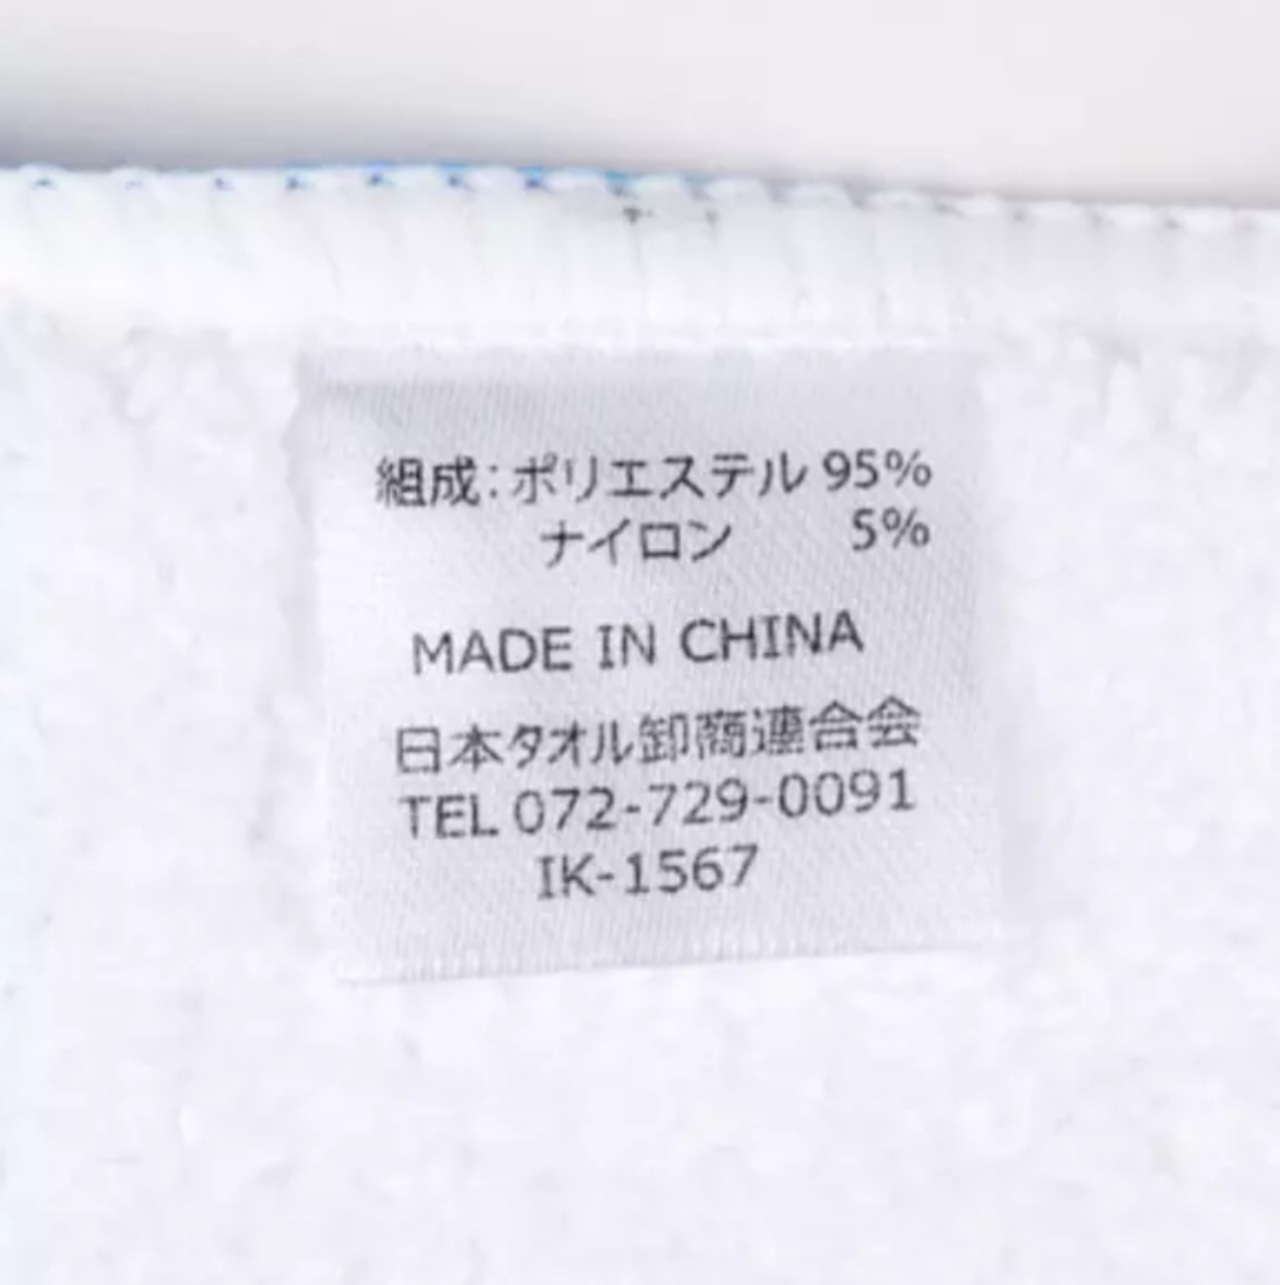 組成:ポリエステル 95%
ナイロン 5%
MADE IN CHINA
日本タオル卸商連合会
TEL 072-729-0091
IK-1567